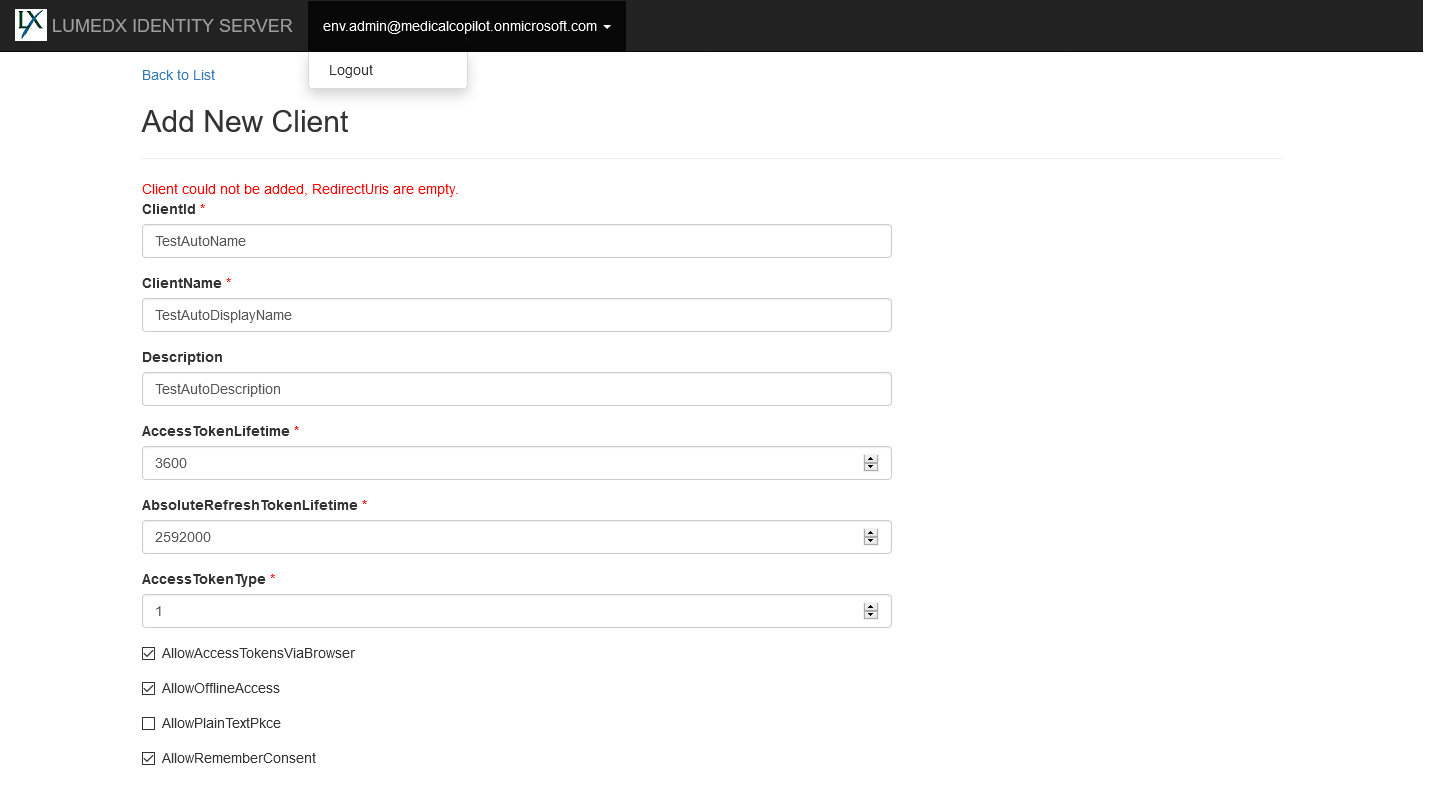 LX LUMEDX IDENTITY SERVER env.admin@medicalcopilot.onmicrosoft.com
Logout
Back to List
Add New Client
Client could not be added, RedirectUris are empty.
ClientId *
TestAutoName
ClientName *
TestAutoDisplayName
Description
TestAutoDescription
AccessTokenLifetime *
3600
AbsoluteRefreshTokenLifetime *
2592000
AccessTokenType *
1
AllowAccessTokensViaBrowser
AllowOfflineAccess
AllowPlainTextPkce
AllowRememberConsent